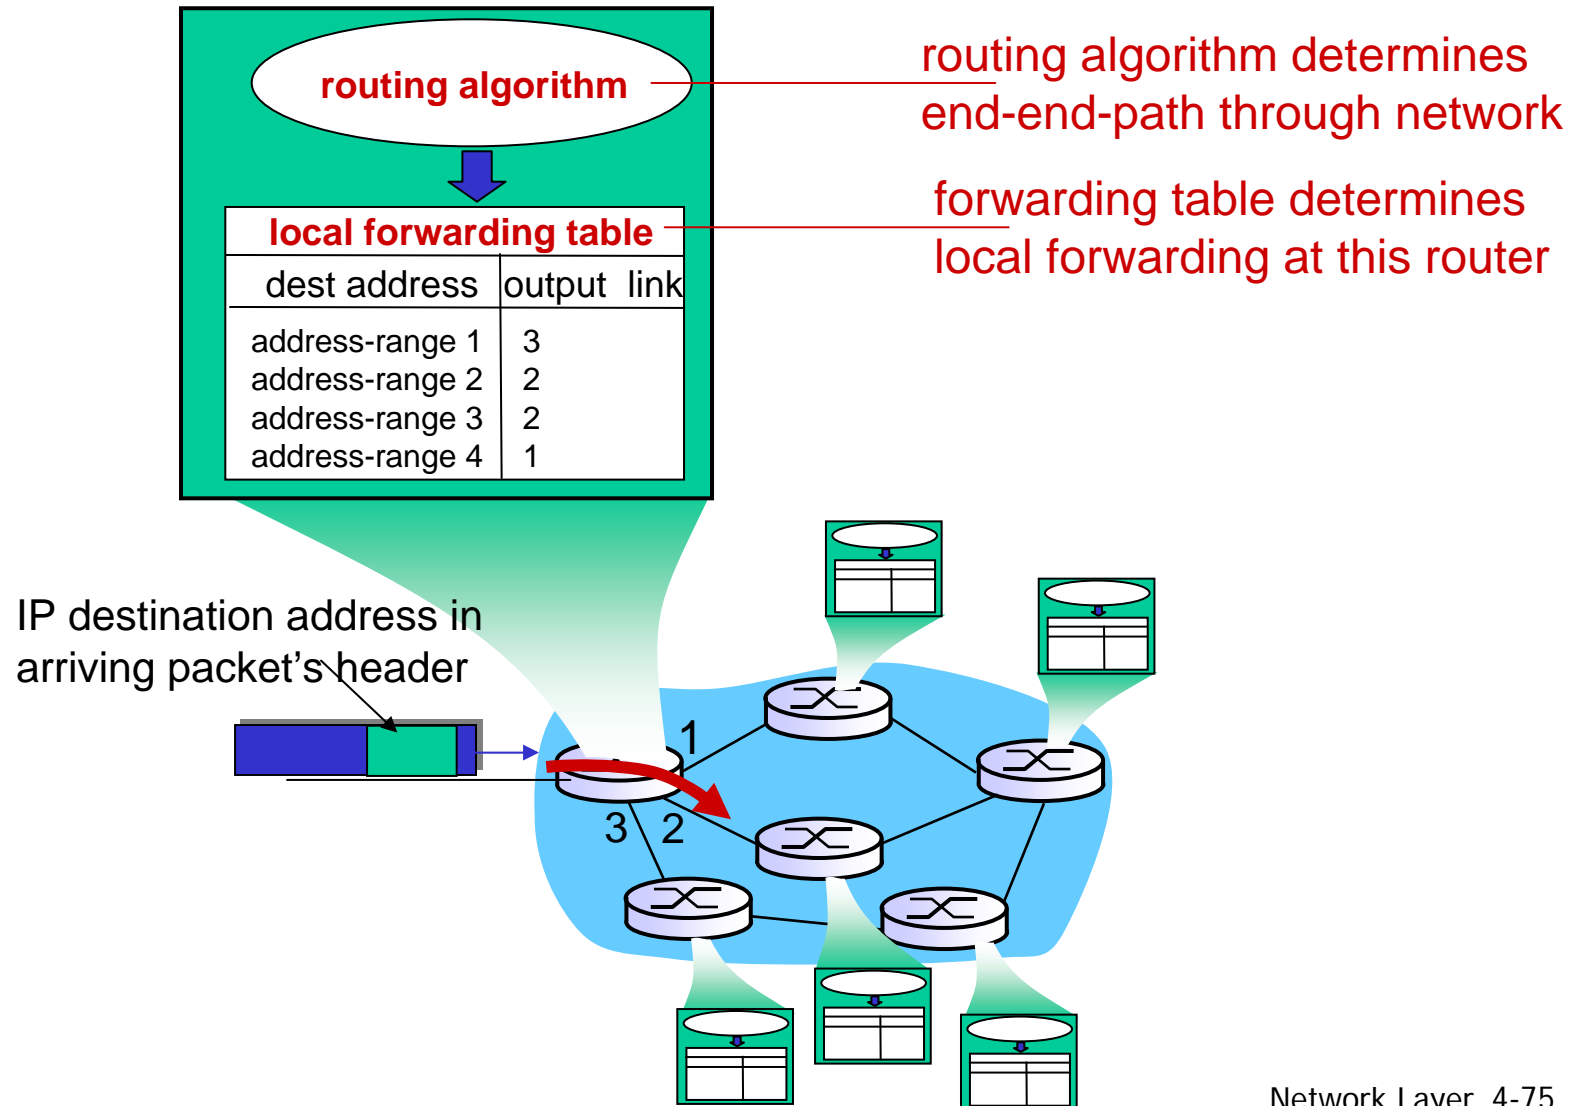 routing algorithm
routing algorithm determines
end-end-path through network
local forwarding table
forwarding table determines
local forwarding at this router
dest address output link
address-range 1 3
address-range 2 2
address-range 3 2
address-range 4 1
IP destination address in
arriving packet's header
1
3 2
Network Layer 4-75